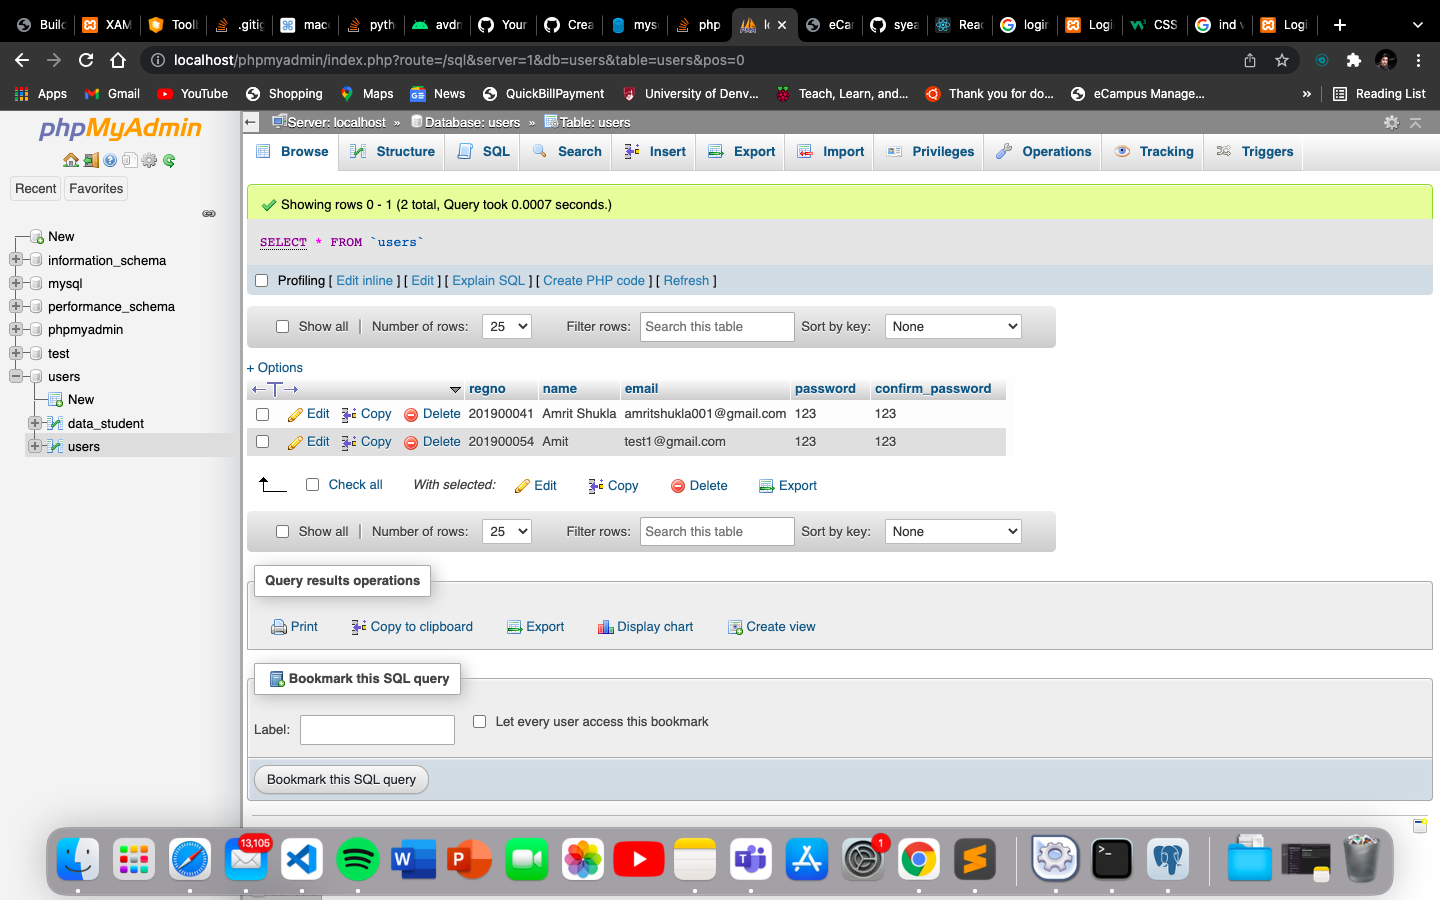 Builc XAM Tooll .gitig macc pyth avdn Your Crea mys php lo eCar syea Reac login Logi CSS ind v Logi
localhost/phpmyadmin/index.php?route=/sql&server=1&db=users&table=users&pos=0
Apps Gmail YouTube Shopping Maps News QuickBillPayment University of Denv... Teach, Learn, and... Thank you for do... eCampus Manage... » Reading List
phpMyAdmin
Recent Favorites
New
information_schema
mysql
performance_schema
phpmyadmin
test
users
New
data_student
users
Server: localhost » Database: users » Table: users
Browse Structure SQL Search Insert Export Import Privileges Operations Tracking Triggers
Showing rows 0 - 1 (2 total, Query took 0.0007 seconds.)
SELECT * FROM `users`
Profiling [ Edit inline ] [ Edit ] [ Explain SQL ] [ Create PHP code ] [ Refresh ]
Show all | Number of rows: 25 Filter rows: Search this table Sort by key: None
+ Options
←T→ regno name email password confirm_password
Edit Copy Delete 201900041 Amrit Shukla amritshukla001@gmail.com 123 123
Edit Copy Delete 201900054 Amit test1@gmail.com 123 123
Check all With selected: Edit Copy Delete Export
Show all | Number of rows: 25 Filter rows: Search this table Sort by key: None
Query results operations
Print Copy to clipboard Export Display chart Create view
Bookmark this SQL query
Label: Let every user access this bookmark
Bookmark this SQL query
13,105 1